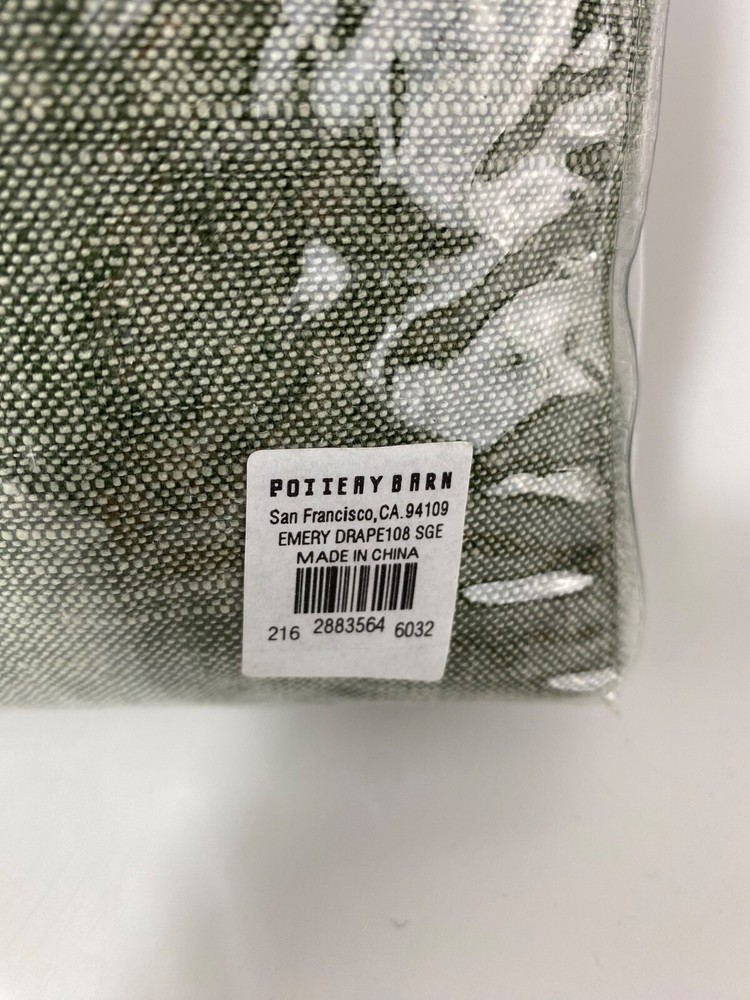 POTTERY BARN
San Francisco,CA.94109
EMERY DRAPE108 SGE
MADE IN CHINA
216 2883564 6032